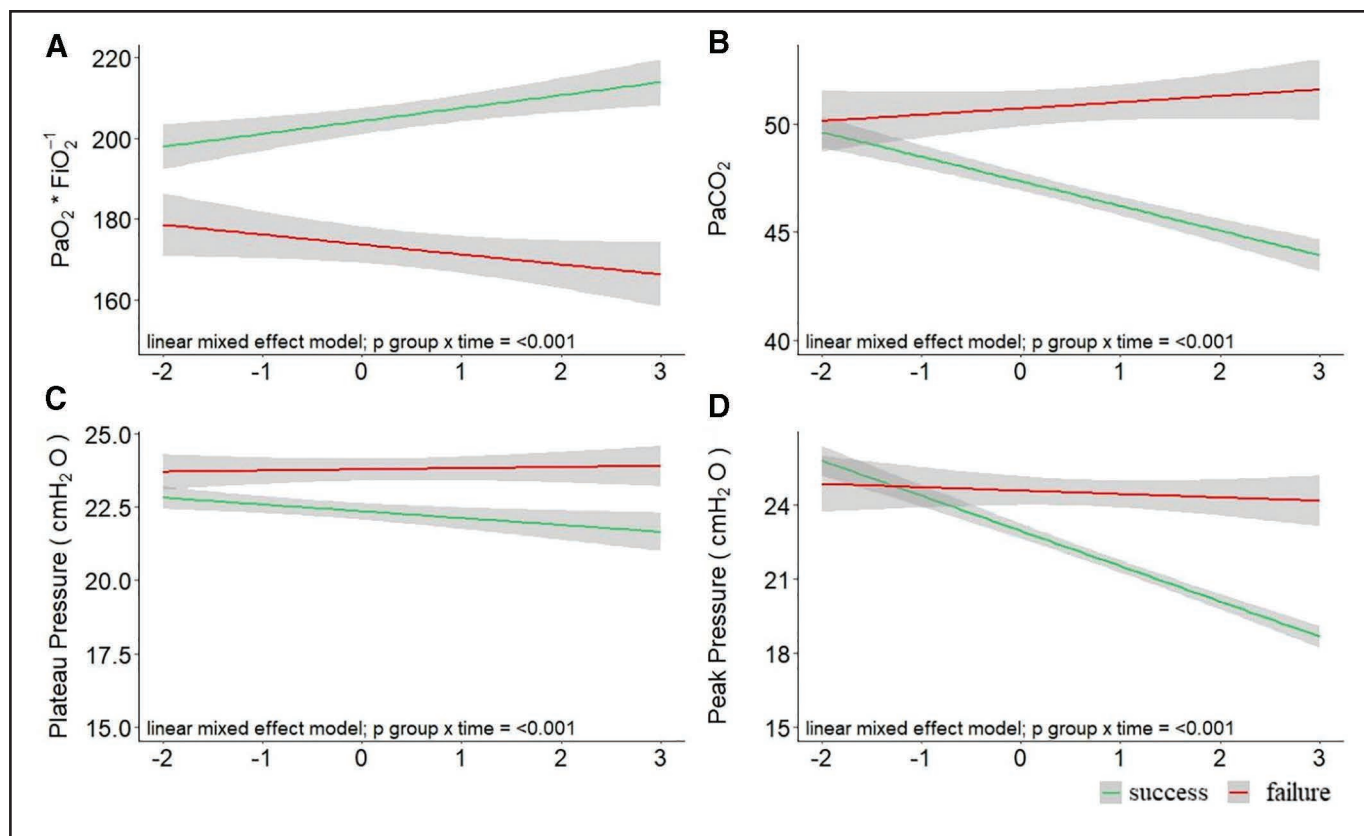 A
B
220
200
180
160
PaO₂ * FiO₂⁻¹
linear mixed effect model; p group x time = <0.001
-2 -1 0 1 2 3
50
45
40
PaCO₂
linear mixed effect model; p group x time = <0.001
-2 -1 0 1 2 3
C
D
25.0
22.5
20.0
17.5
15.0
Plateau Pressure ( cmH₂ O )
linear mixed effect model; p group x time = <0.001
-2 -1 0 1 2 3
24
21
18
15
Peak Pressure ( cmH₂ O )
linear mixed effect model; p group x time = <0.001
-2 -1 0 1 2 3
success failure